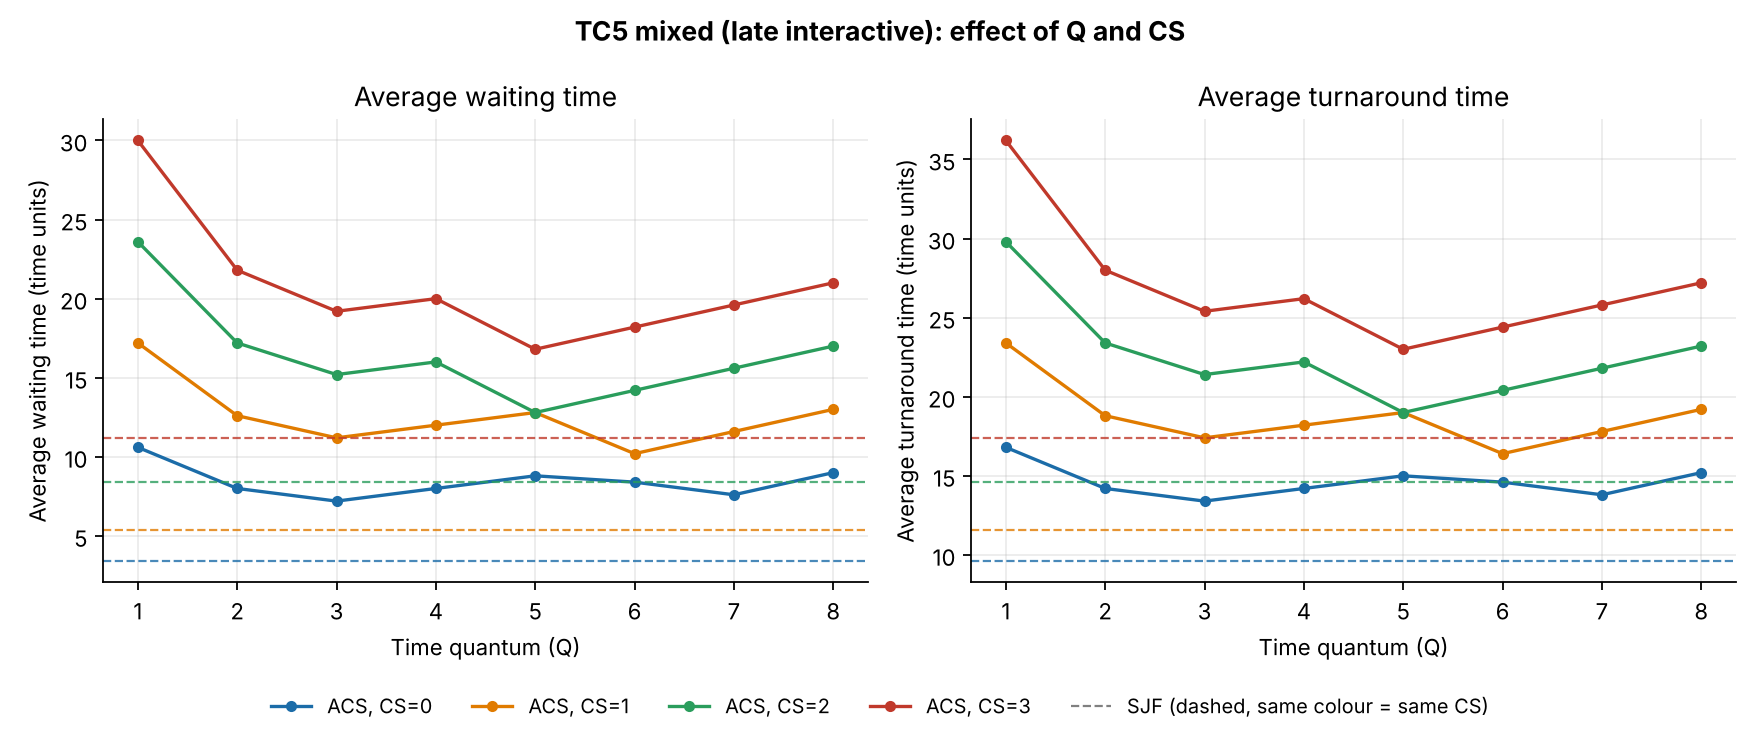 TC5 mixed (late interactive): effect of Q and CS
Average waiting time
Average waiting time (time units)
30
25
20
15
10
5
1 2 3 4 5 6 7 8
Time quantum (Q)
Average turnaround time
Average turnaround time (time units)
35
30
25
20
15
10
1 2 3 4 5 6 7 8
Time quantum (Q)
ACS, CS=0 ACS, CS=1 ACS, CS=2 ACS, CS=3 SJF (dashed, same colour = same CS)